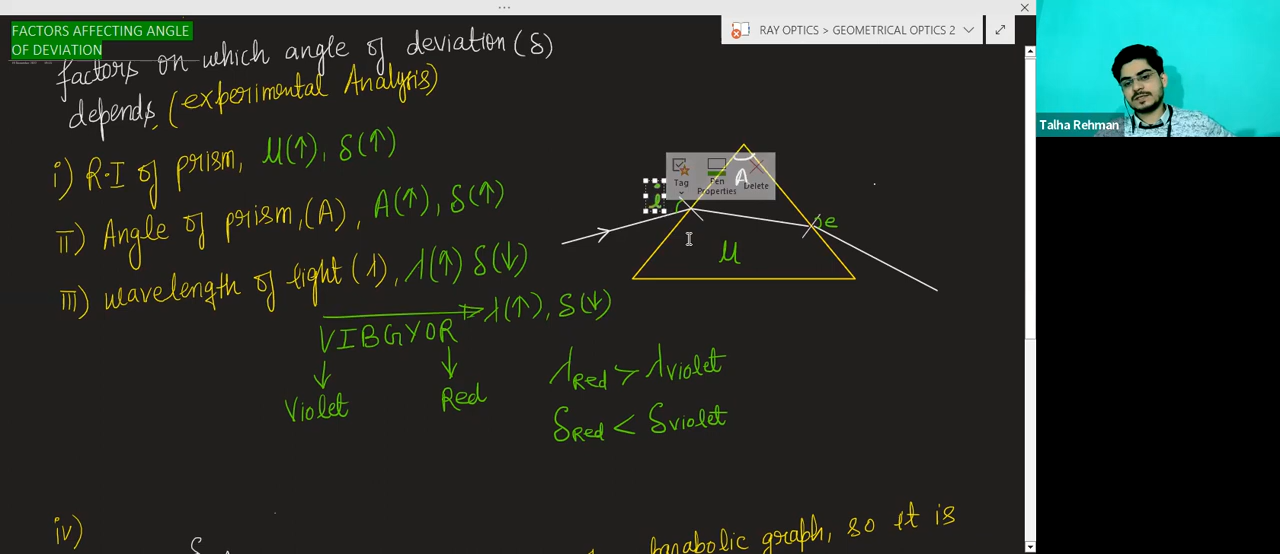 FACTORS AFFECTING ANGLE
OF DEVIATION
RAY OPTICS > GEOMETRICAL OPTICS 2
factors on which angle of deviation (δ)
depends, (experimental Analysis)
i) R.I of prism, μ(↑), δ(↑)
ii) Angle of prism, (A), A(↑), δ(↑)
iii) wavelength of light (λ), λ(↑) δ(↓)
VIBGYOR → λ(↑), δ(↓)
Violet Red
λRed > λViolet
δRed < δViolet
iv)
parabolic graph, so it is
Tag
Pen
Properties
Delete
A
i
e
μ
Talha Rehman